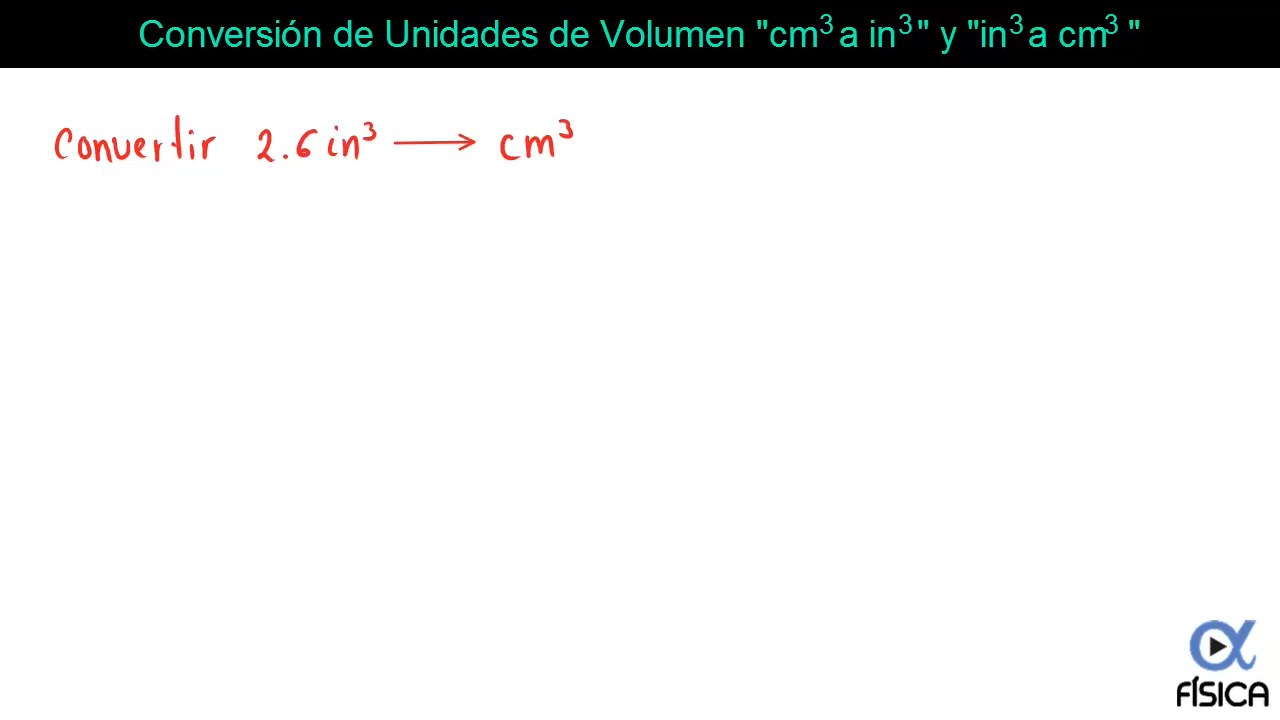 Conversión de Unidades de Volumen "cm³ a in³" y "in³ a cm³ "
Convertir 2.6 in³ ⟶ cm³
FÍSICA